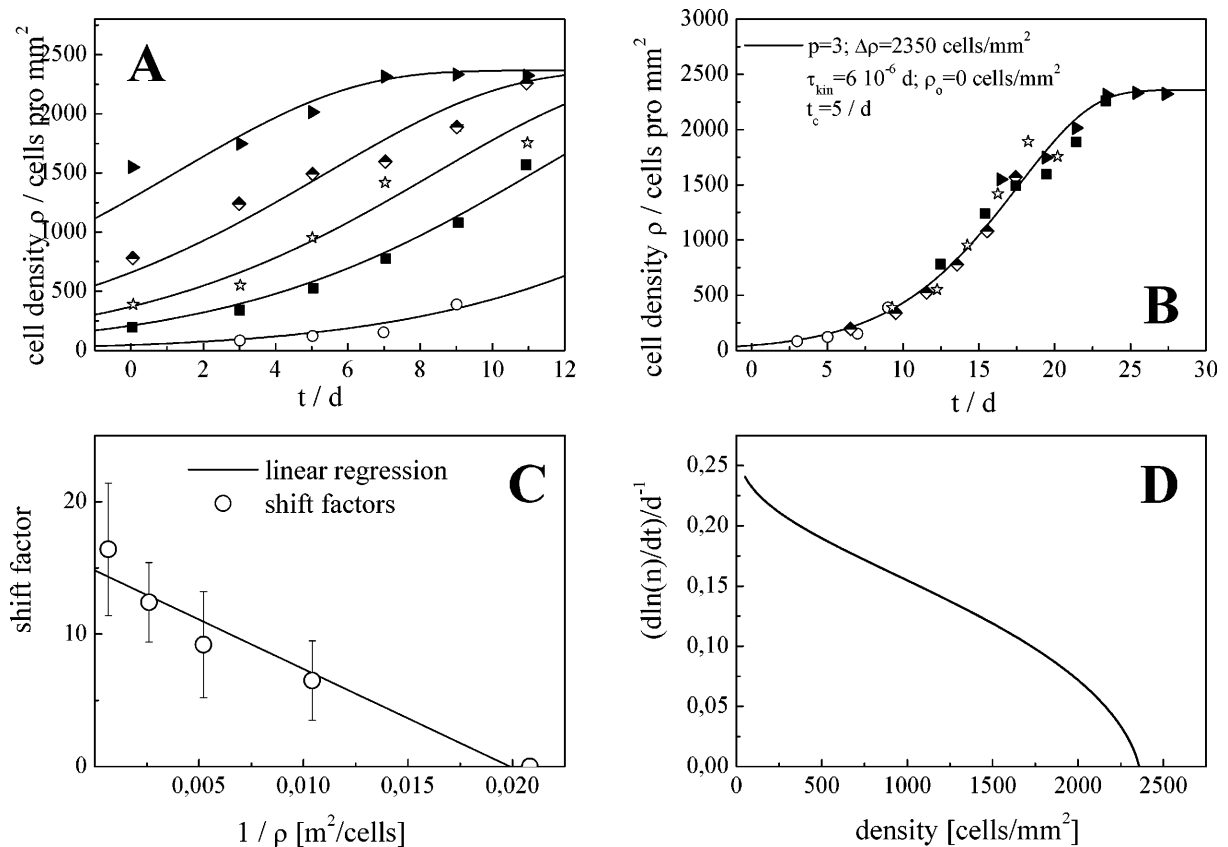 A
cell density ρ / cells pro mm²
2500
2000
1500
1000
500
0
0 2 4 6 8 10 12
t / d
B
p=3; Δρ=2350 cells/mm²
τkin=6 10⁻⁶ d; ρo=0 cells/mm²
tc=5 / d
cell density ρ / cells pro mm²
2500
2000
1500
1000
500
0
0 5 10 15 20 25 30
t / d
C
linear regression
shift factors
shift factor
20
10
0
0,005 0,010 0,015 0,020
1 / ρ [m²/cells]
D
(dln(n)/dt)/d⁻¹
0,25
0,20
0,15
0,10
0,05
0,00
0 500 1000 1500 2000 2500
density [cells/mm²]